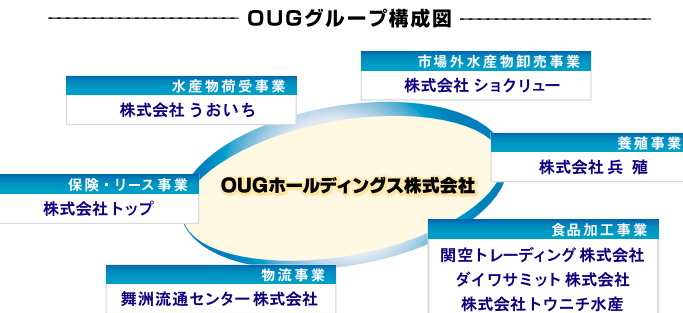 OUGグループ構成図
市場外水産物卸売事業
株式会社 ショクリュー
水産物荷受事業
株式会社 うおいち
養殖事業
株式会社 兵 殖
保険・リース事業
株式会社トップ
OUGホールディングス株式会社
食品加工事業
関空トレーディング 株式会社
ダイワサミット 株式会社
株式会社トウニチ水産
物流事業
舞洲流通センター 株式会社